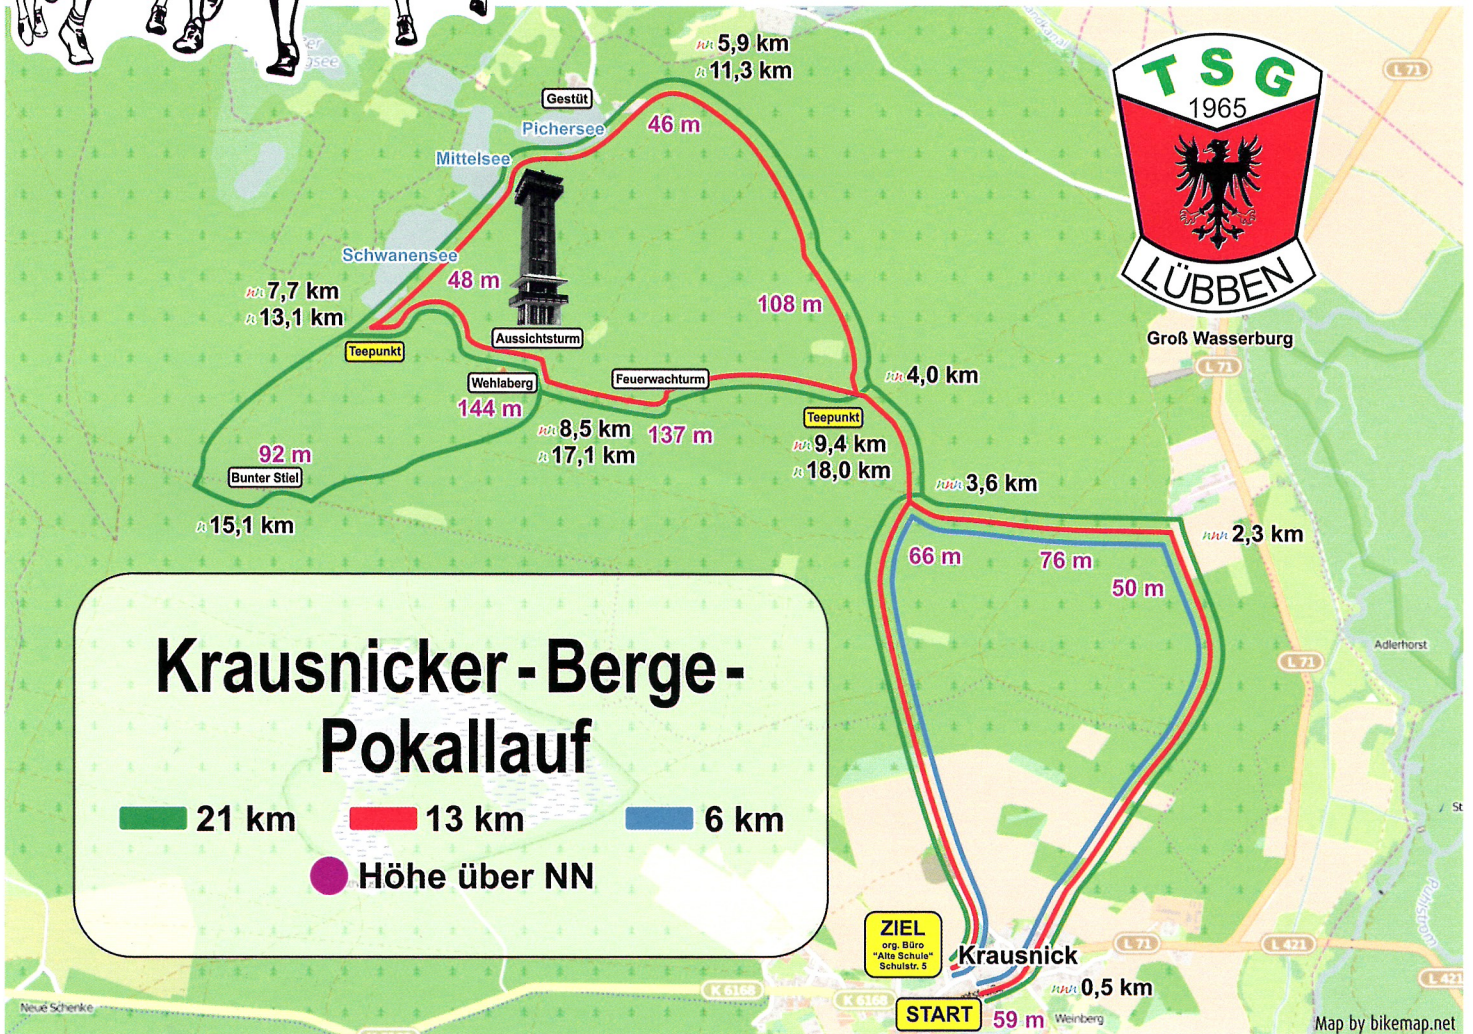 5,9 km
11,3 km
L 71
TSG
1965
LÜBBEN
Gestüt
46 m
Pichersee
Mittelsee
Schwanensee
48 m
7,7 km
13,1 km
108 m
Aussichtsturm
Groß Wasserburg
L 71
Teepunkt
Wehlaberg
144 m
Feuerwachturm
4,0 km
Teepunkt
8,5 km
17,1 km
137 m
9,4 km
18,0 km
92 m
Bunter Stiel
15,1 km
3,6 km
2,3 km
66 m
76 m
50 m
Adlerhorst
L 71
Krausnicker-Berge-
Pokallauf
21 km
13 km
6 km
Höhe über NN
St
ZIEL
org. Büro
"Alte Schule"
Schulstr. 5
Krausnick
L 71
L 421
L 421
0,5 km
K 6168
K 6168
START
59 m
Weinberg
Neue Schenke
Map by bikemap.net